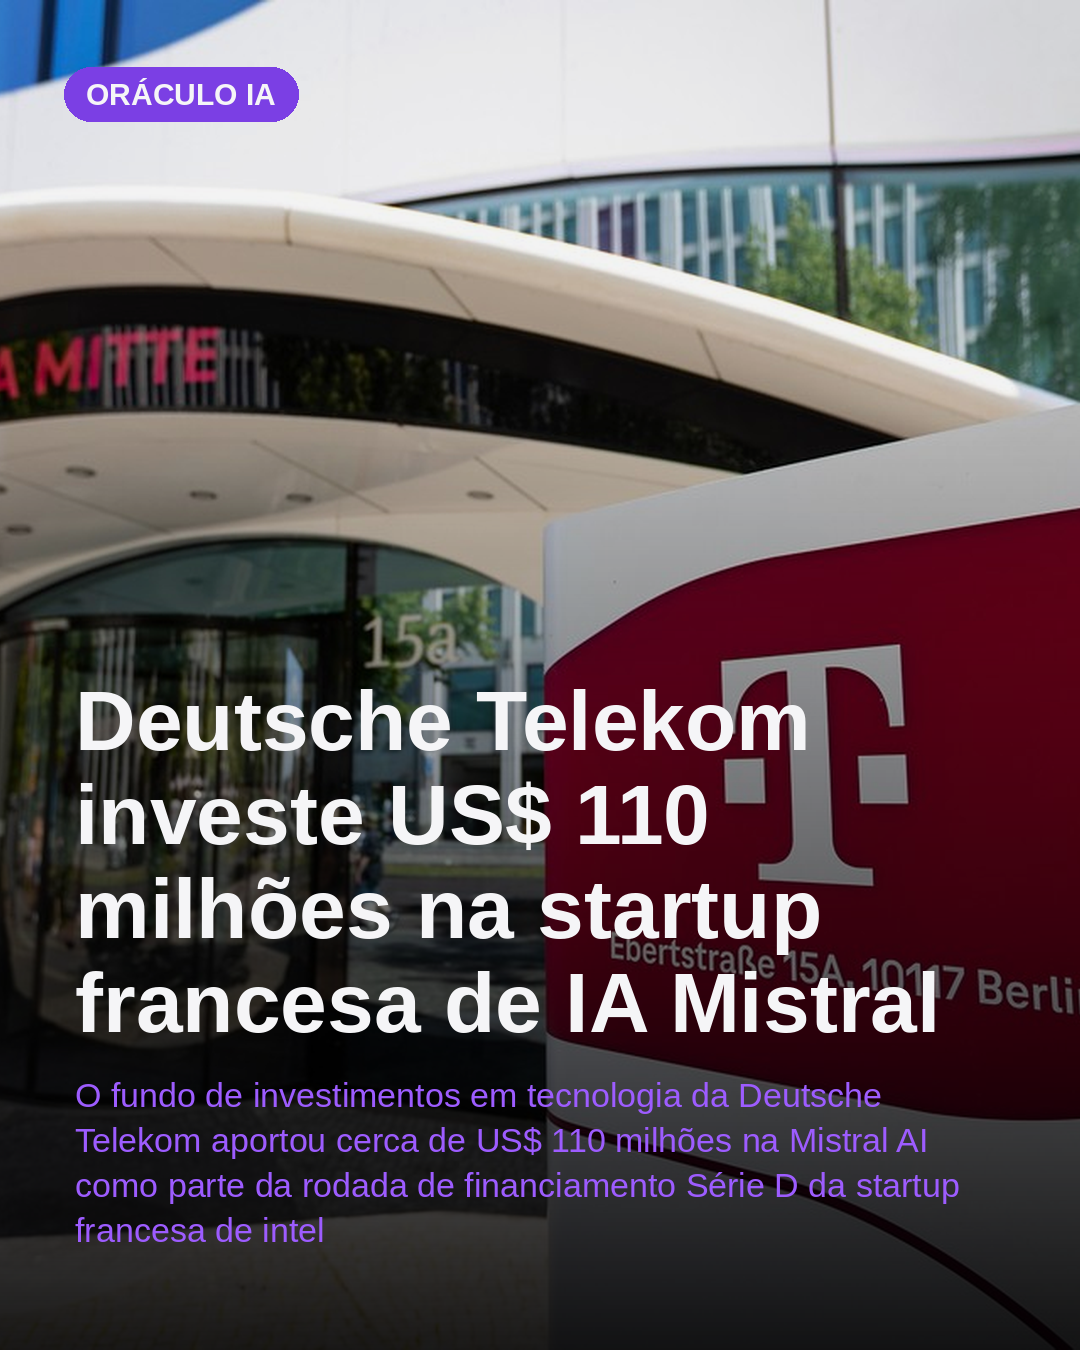 ORÁCULO IA
A MITTE
15a
T
Deutsche Telekom
investe US$ 110
milhões na startup
francesa de IA Mistral
Ebertstraße 15A, 10117 Berlin
O fundo de investimentos em tecnologia da Deutsche
Telekom aportou cerca de US$ 110 milhões na Mistral AI
como parte da rodada de financiamento Série D da startup
francesa de intel